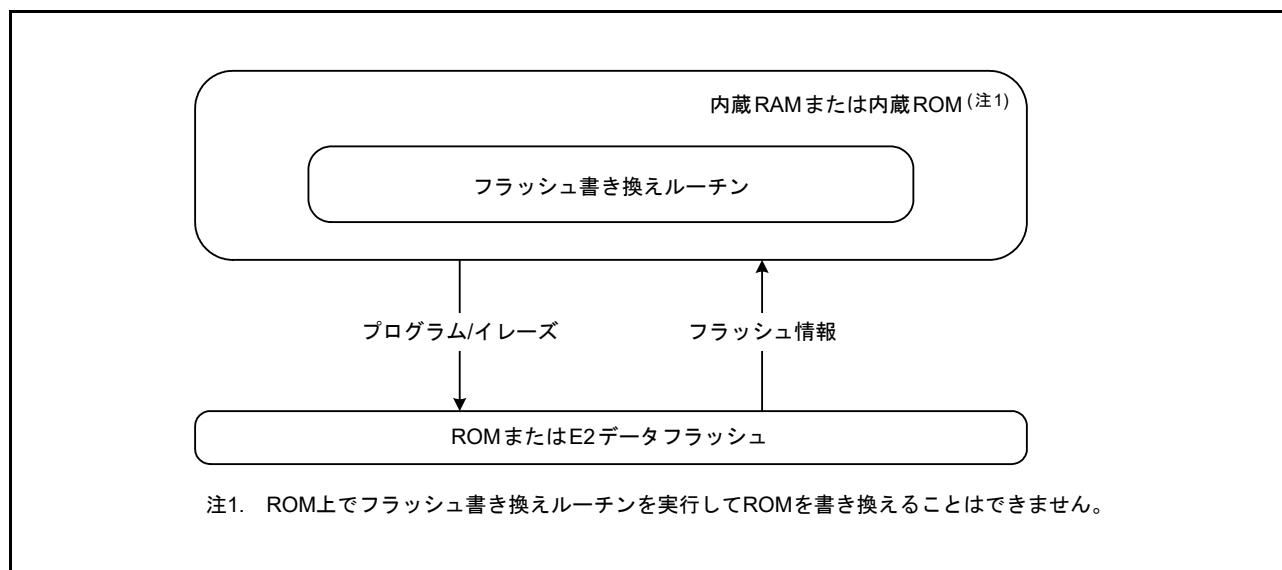 内蔵RAMまたは内蔵ROM(注1)
フラッシュ書き換えルーチン
プログラム/イレーズ
フラッシュ情報
ROMまたはE2データフラッシュ
注1. ROM上でフラッシュ書き換えルーチンを実行してROMを書き換えることはできません。